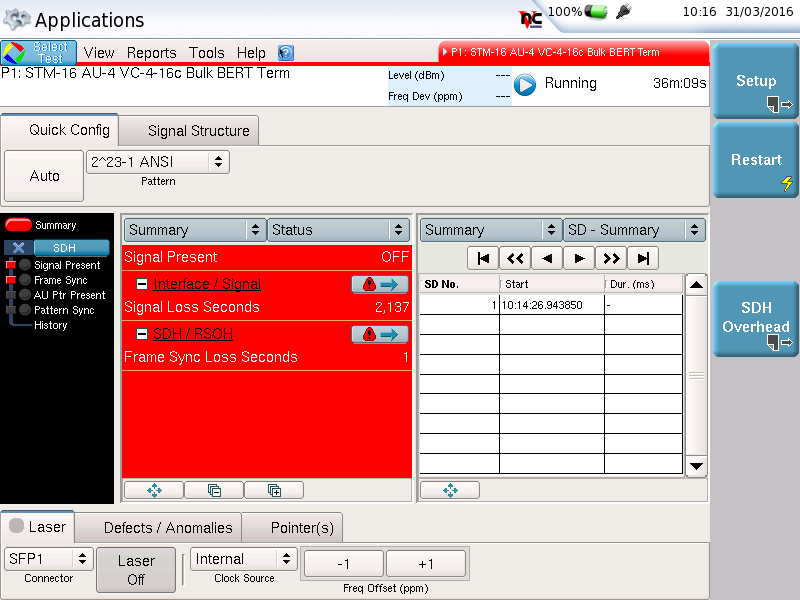 Applications
100%
10:16 31/03/2016
Select Test
View Reports Tools Help
P1: STM-16 AU-4 VC-4-16c Bulk BERT Term
P1: STM-16 AU-4 VC-4-16c Bulk BERT Term
Level (dBm) ---
Freq Dev (ppm) ---
Running
36m:09s
Setup
Restart
SDH
Overhead
Quick Config
Signal Structure
Auto
2^23-1 ANSI
Pattern
Summary
SDH
Signal Present
Frame Sync
AU Ptr Present
Pattern Sync
History
Summary
Status
Signal Present OFF
Interface / Signal
Signal Loss Seconds 2,137
SDH / RSOH
Frame Sync Loss Seconds 1
Summary
SD - Summary
SD No. Start Dur. (ms)
1 10:14:26.943850 -
Laser
Defects / Anomalies
Pointer(s)
SFP1
Connector
Laser
Off
Internal
Clock Source
-1
+1
Freq Offset (ppm)